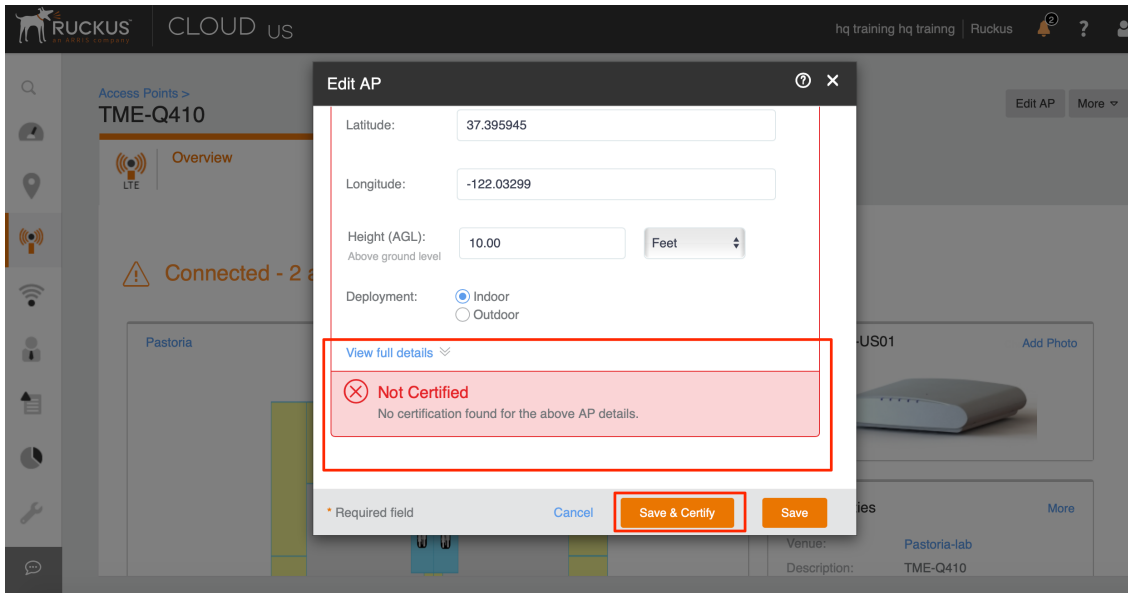 RUCKUS
an ARRIS company
CLOUD US
hq training hq trainng | Ruckus
2
?
Access Points >
TME-Q410
Edit AP
More
LTE
Overview
Connected - 2
Pastoria
-US01
Add Photo
ies
More
Venue:
Pastoria-lab
Description:
TME-Q410
Edit AP
Latitude:
37.395945
Longitude:
-122.03299
Height (AGL):
Above ground level
10.00
Feet
Deployment:
Indoor
Outdoor
View full details
Not Certified
No certification found for the above AP details.
* Required field
Cancel
Save & Certify
Save